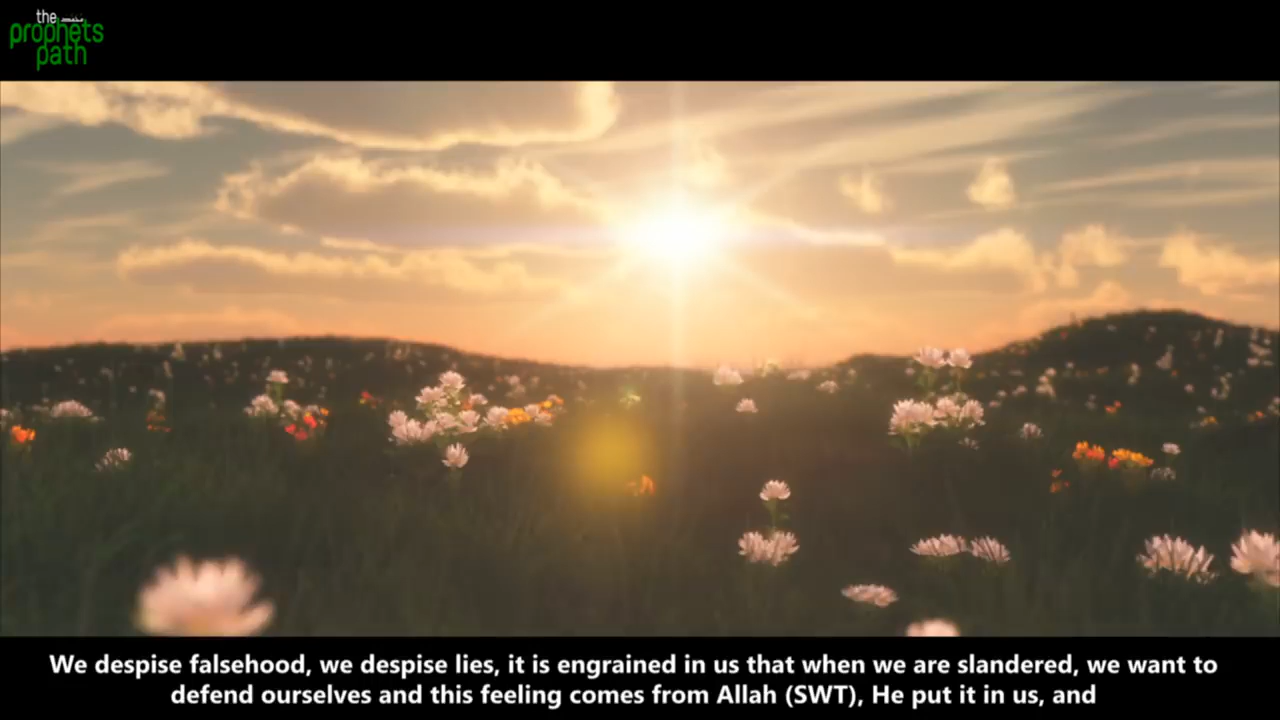 the
prophets
path
We despise falsehood, we despise lies, it is engrained in us that when we are slandered, we want to
defend ourselves and this feeling comes from Allah (SWT), He put it in us, and